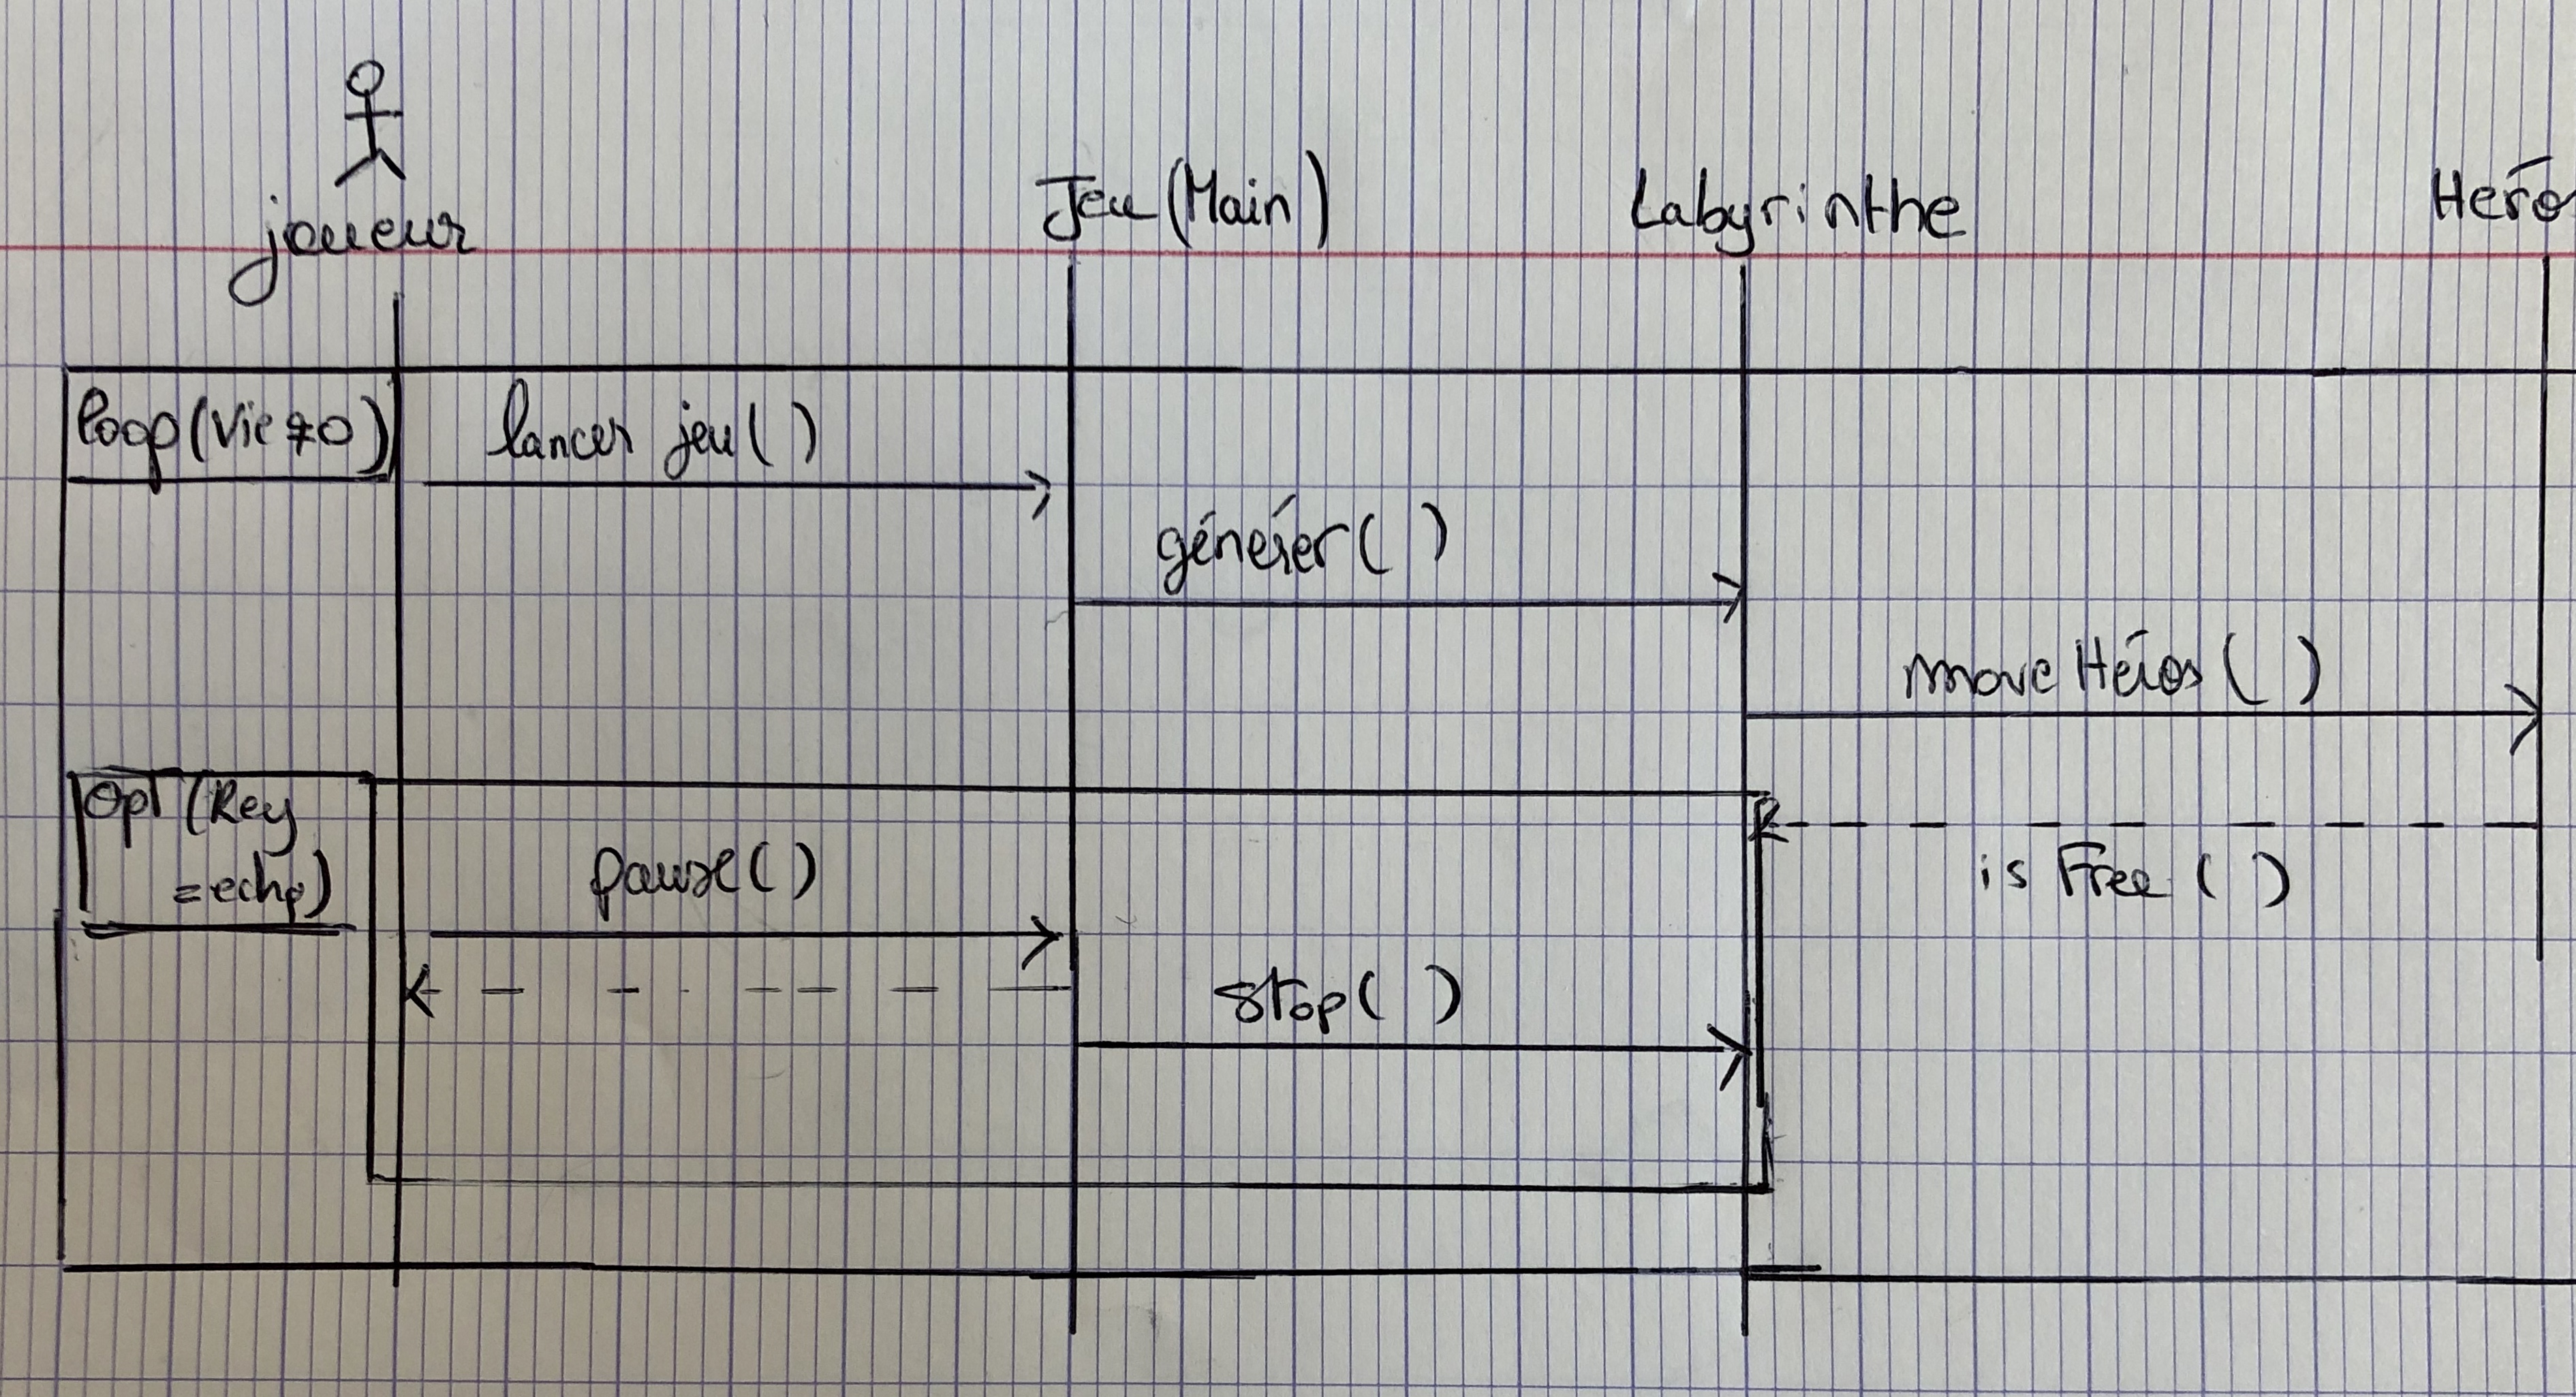 joueur
Jeu (Main)
Labyrinthe
Héro
loop (Vie ≠ 0)
lancer jeu ( )
générer ( )
move Héros ( )
opt (Key
= echp)
pause ( )
is Free ( )
stop ( )